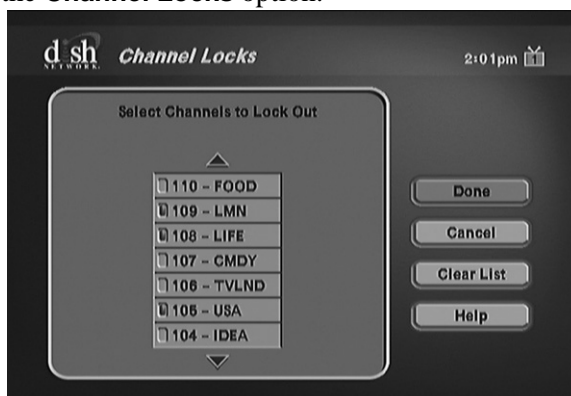 the Channel Locks option.
dish
NETWORK.
Channel Locks
2:01pm
1
Select Channels to Lock Out
110 - FOOD
109 - LMN
108 - LIFE
107 - CMDY
106 - TVLND
105 - USA
104 - IDEA
Done
Cancel
Clear List
Help